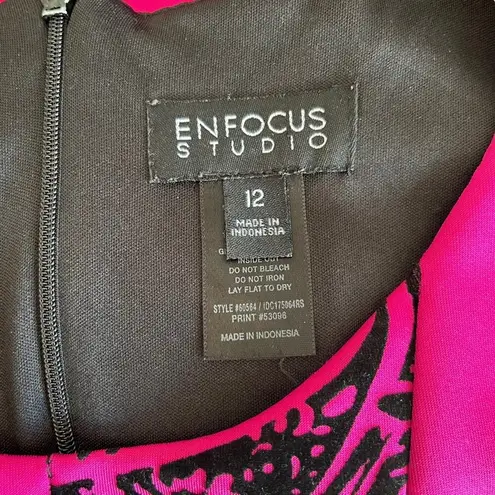 ENFOCUS
STUDIO
12
MADE IN
INDONESIA
INSIDE OUT
DO NOT BLEACH
DO NOT IRON
LAY FLAT TO DRY
STYLE #60564 / IDC175064RS
PRINT #53096
MADE IN INDONESIA